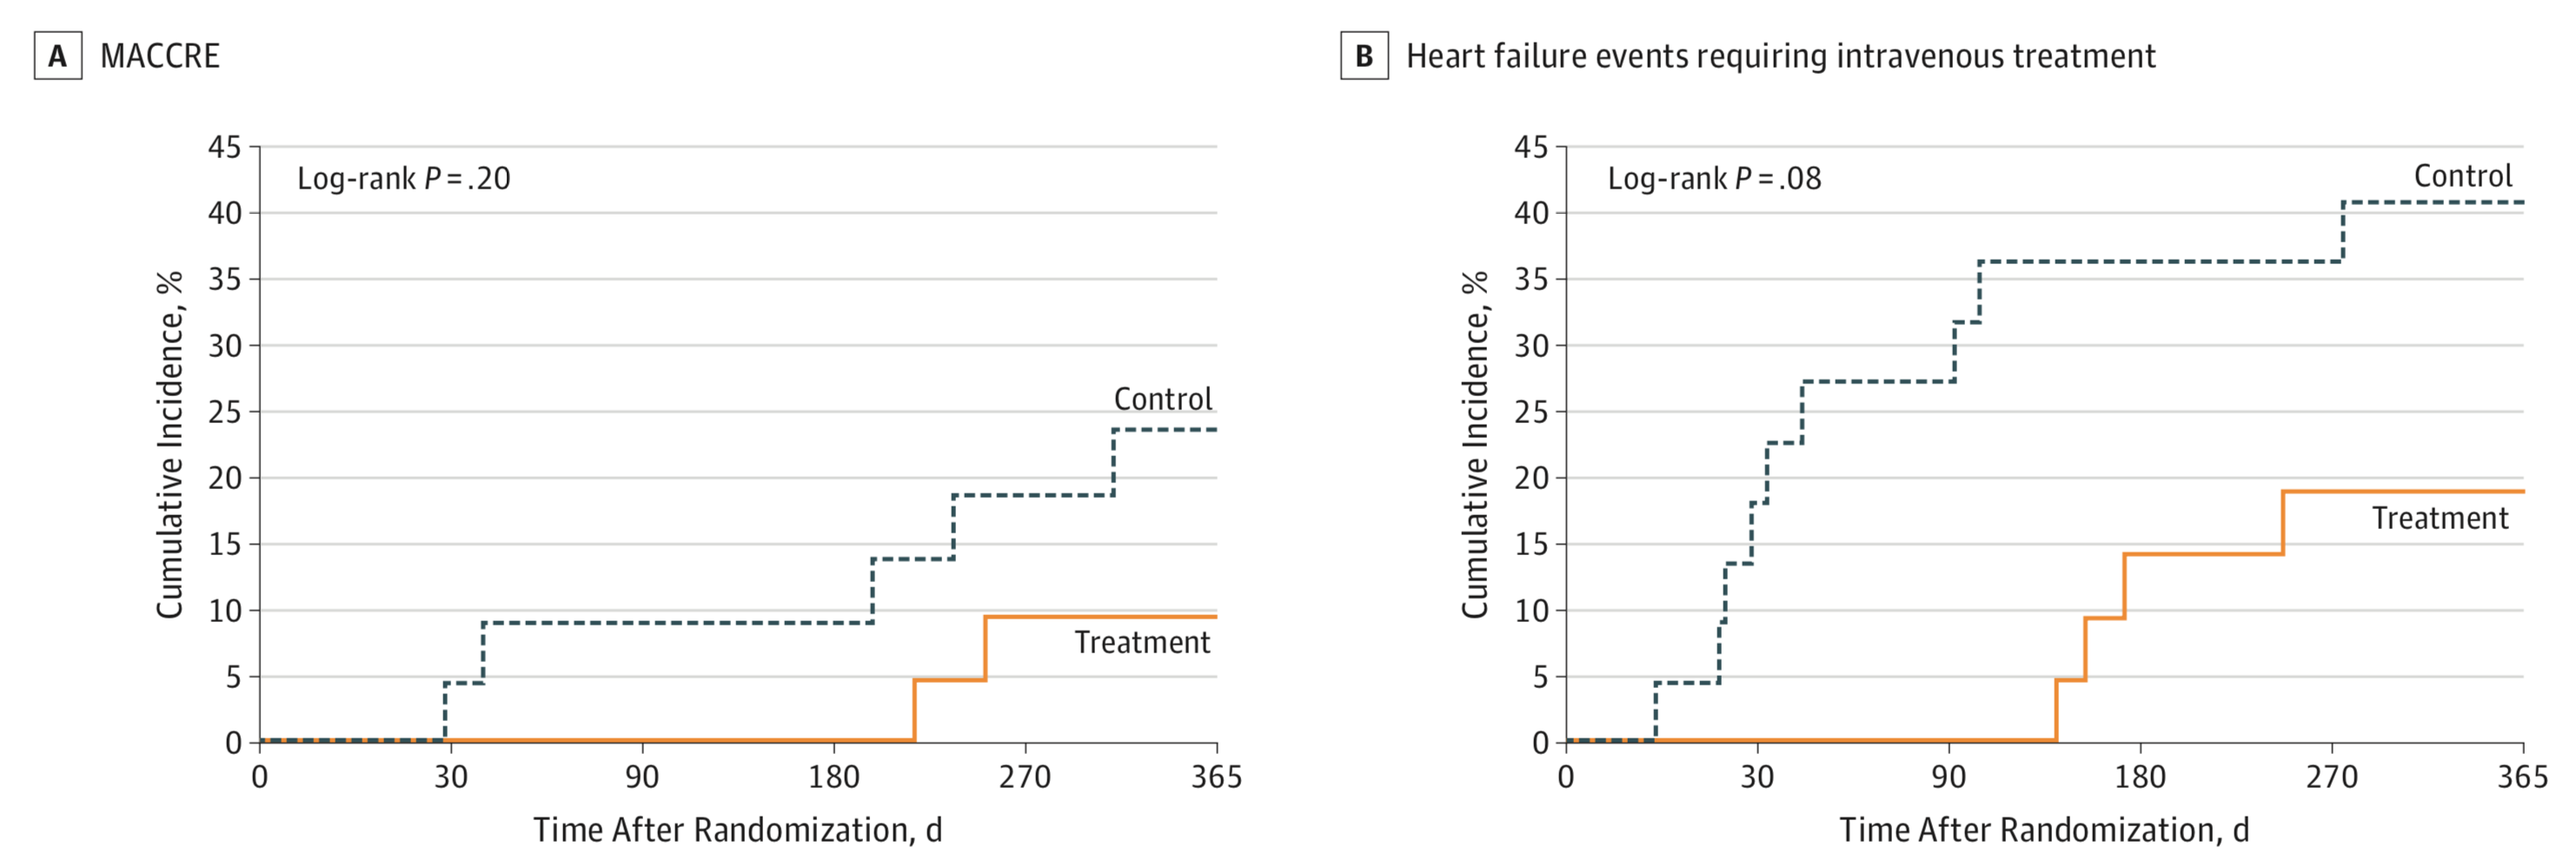 A MACCRE
Cumulative Incidence, %
45
40
35
30
25
20
15
10
5
0
Log-rank P = .20
Control
Treatment
0 30 90 180 270 365
Time After Randomization, d
B Heart failure events requiring intravenous treatment
Cumulative Incidence, %
45
40
35
30
25
20
15
10
5
0
Log-rank P = .08
Control
Treatment
0 30 90 180 270 365
Time After Randomization, d